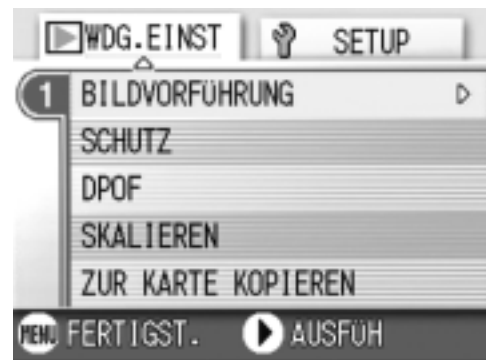 WDG.EINST SETUP
1 BILDVORFÜHRUNG
SCHUTZ
DPOF
SKALIEREN
ZUR KARTE KOPIEREN
MENU FERTIGST. AUSFÜH